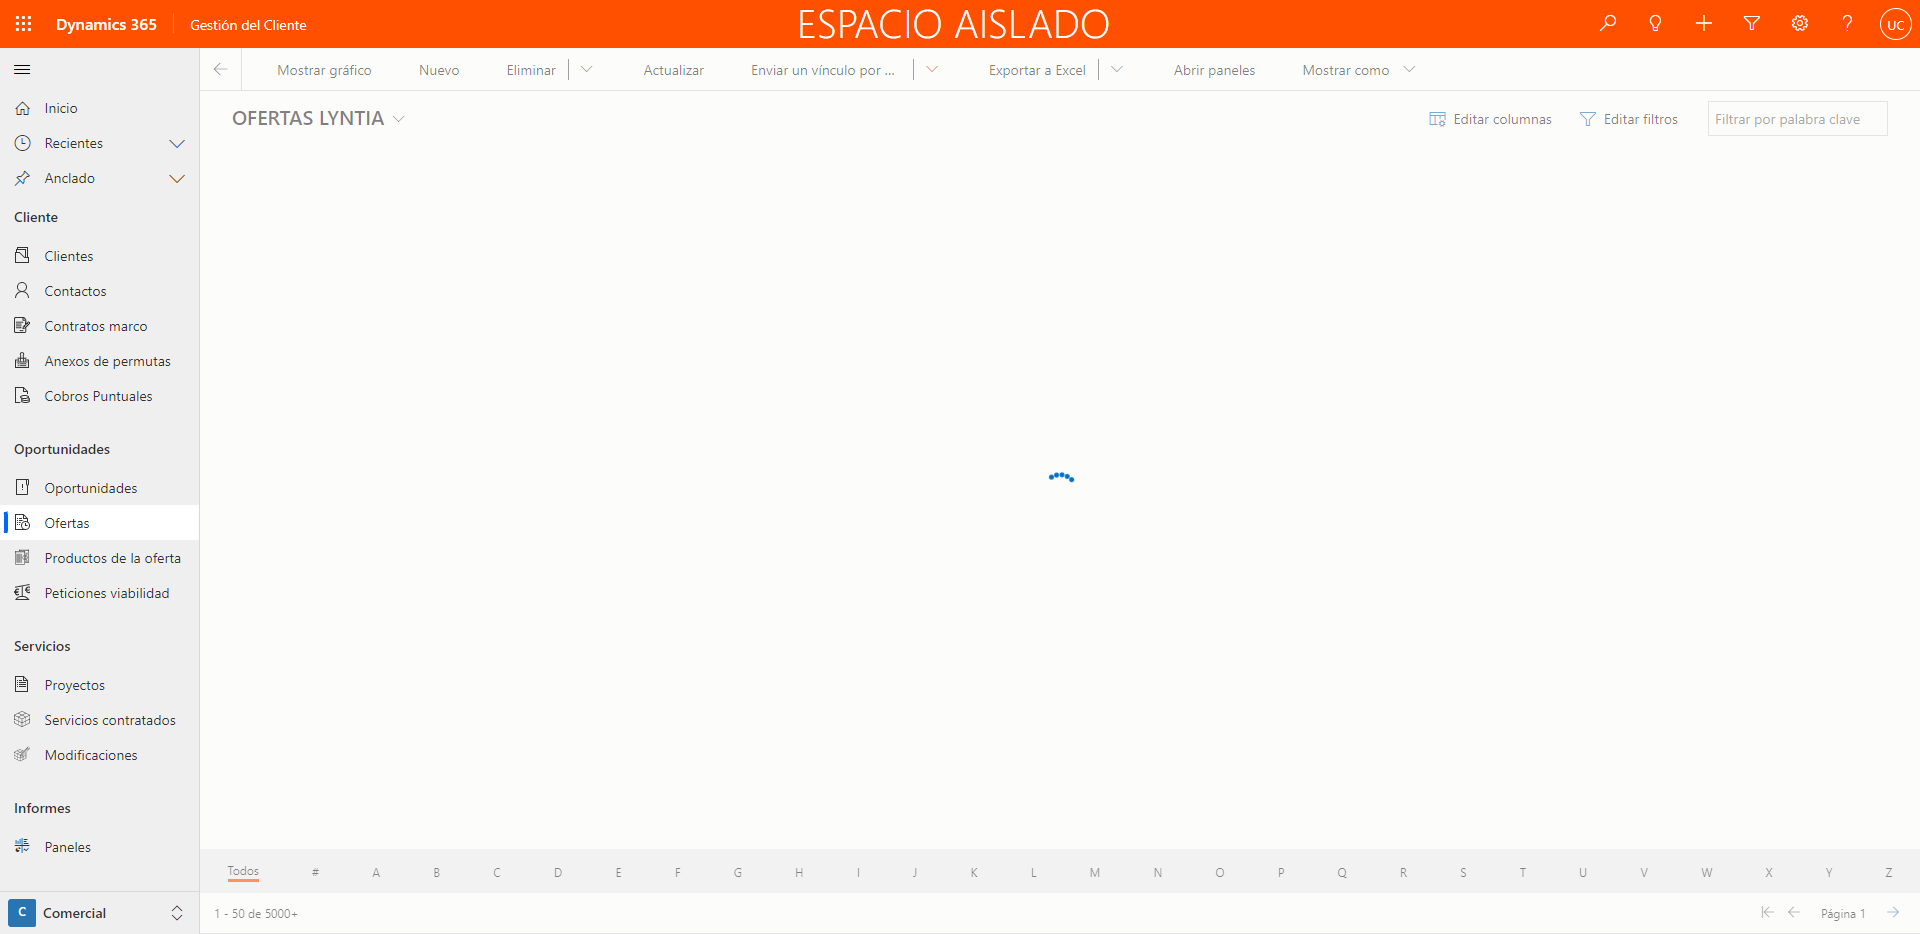 Dynamics 365 Gestión del Cliente ESPACIO AISLADO UC
Mostrar gráfico Nuevo Eliminar Actualizar Enviar un vínculo por ... Exportar a Excel Abrir paneles Mostrar como
OFERTAS LYNTIA Editar columnas Editar filtros Filtrar por palabra clave
Inicio
Recientes
Anclado
Cliente
Clientes
Contactos
Contratos marco
Anexos de permutas
Cobros Puntuales
Oportunidades
Oportunidades
Ofertas
Productos de la oferta
Peticiones viabilidad
Servicios
Proyectos
Servicios contratados
Modificaciones
Informes
Paneles
C Comercial
Todos # A B C D E F G H I J K L M N O P Q R S T U V W X Y Z
1 - 50 de 5000+ Página 1